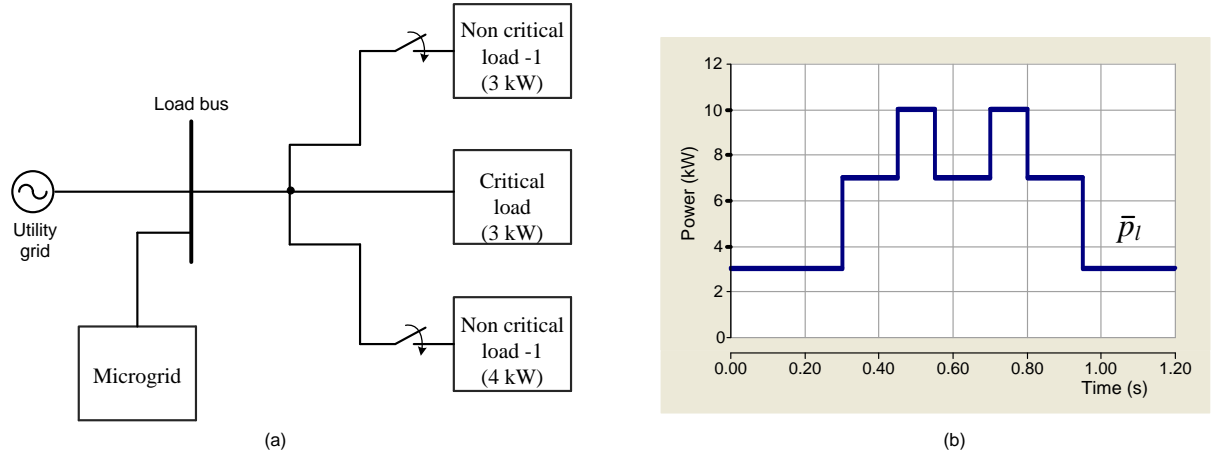 Non critical
load -1
(3 kW)
Load bus
Critical
load
(3 kW)
Utility
grid
Non critical
load -1
(4 kW)
Microgrid
(a)
12
10
8
6
4
2
0
Power (kW)
p̄l
0.00
0.20
0.40
0.60
0.80
1.00
1.20
Time (s)
(b)